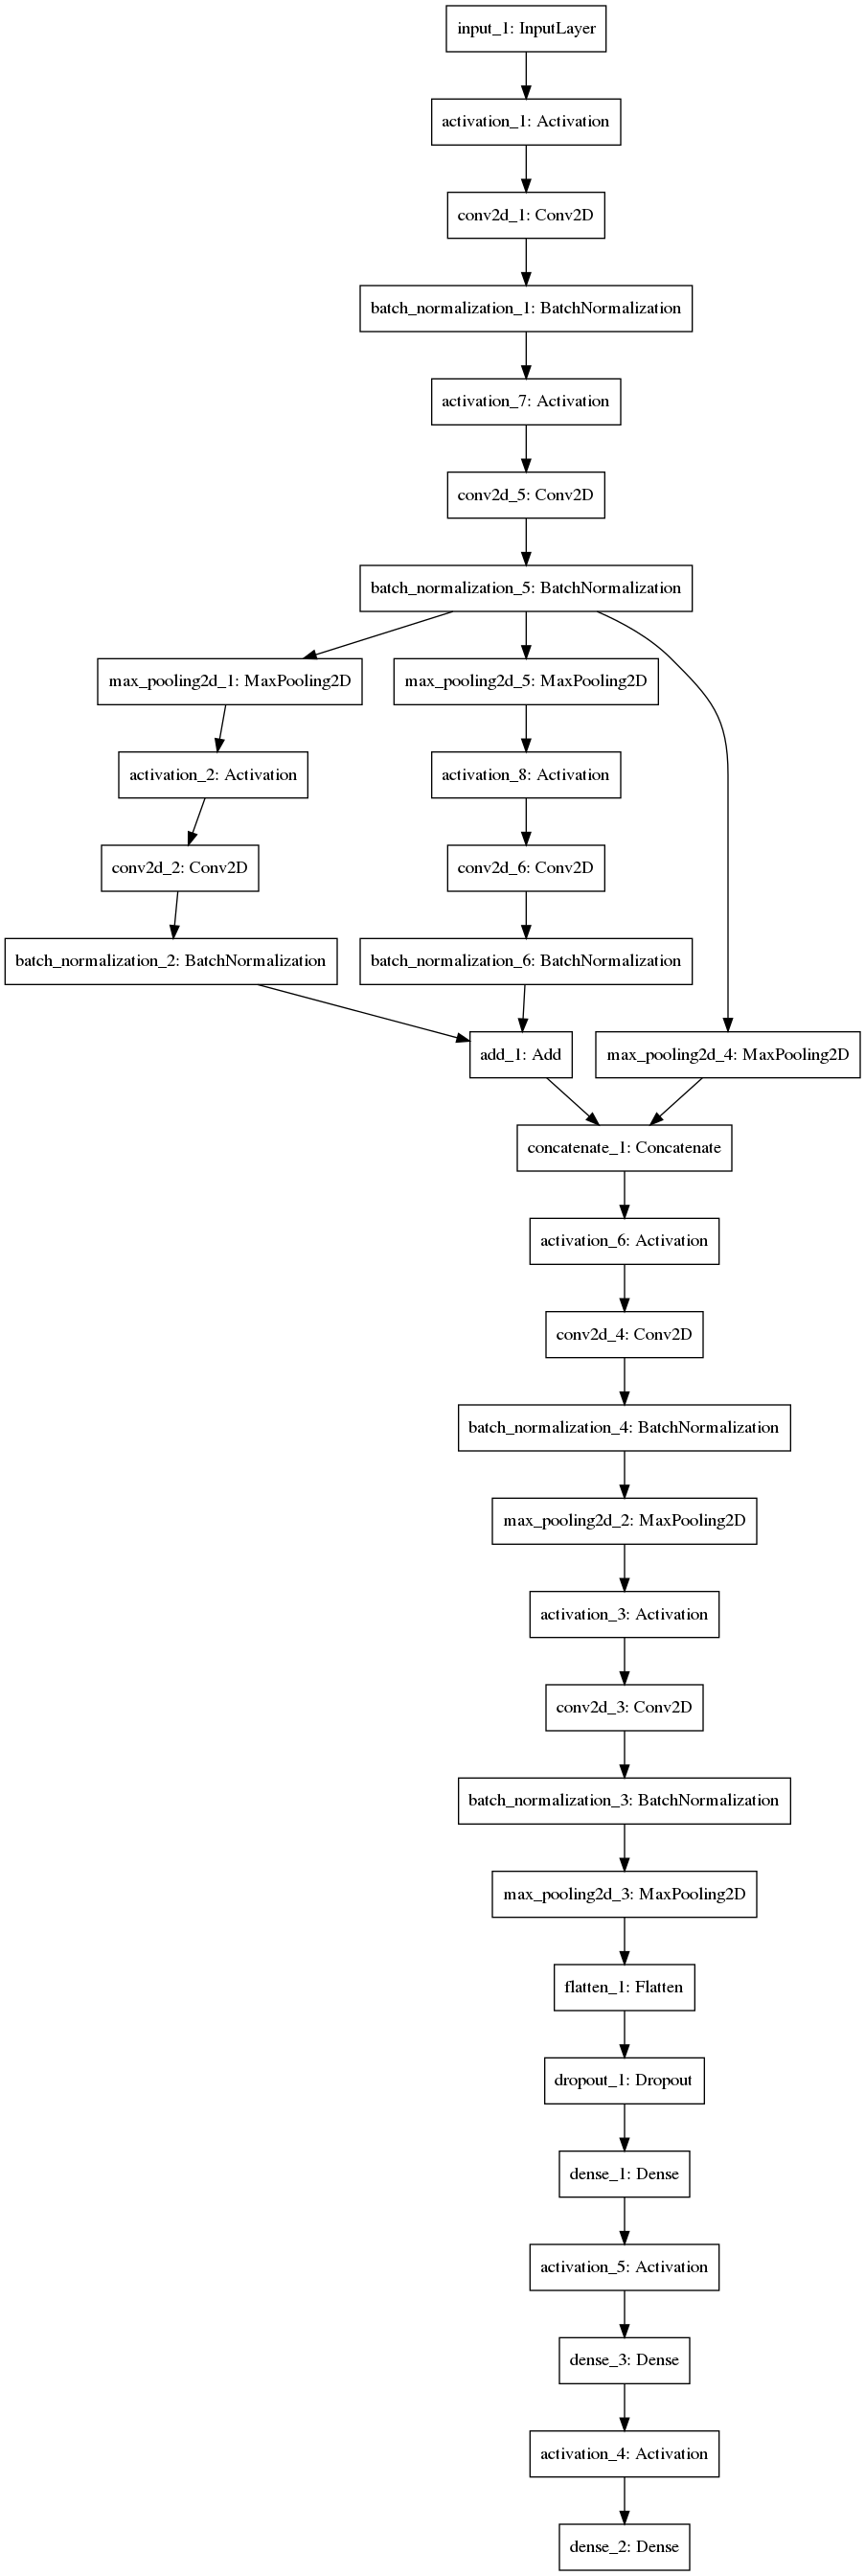 input_1: InputLayer
activation_1: Activation
conv2d_1: Conv2D
batch_normalization_1: BatchNormalization
activation_7: Activation
conv2d_5: Conv2D
batch_normalization_5: BatchNormalization
max_pooling2d_1: MaxPooling2D
max_pooling2d_5: MaxPooling2D
activation_2: Activation
activation_8: Activation
conv2d_2: Conv2D
conv2d_6: Conv2D
batch_normalization_2: BatchNormalization
batch_normalization_6: BatchNormalization
add_1: Add
max_pooling2d_4: MaxPooling2D
concatenate_1: Concatenate
activation_6: Activation
conv2d_4: Conv2D
batch_normalization_4: BatchNormalization
max_pooling2d_2: MaxPooling2D
activation_3: Activation
conv2d_3: Conv2D
batch_normalization_3: BatchNormalization
max_pooling2d_3: MaxPooling2D
flatten_1: Flatten
dropout_1: Dropout
dense_1: Dense
activation_5: Activation
dense_3: Dense
activation_4: Activation
dense_2: Dense